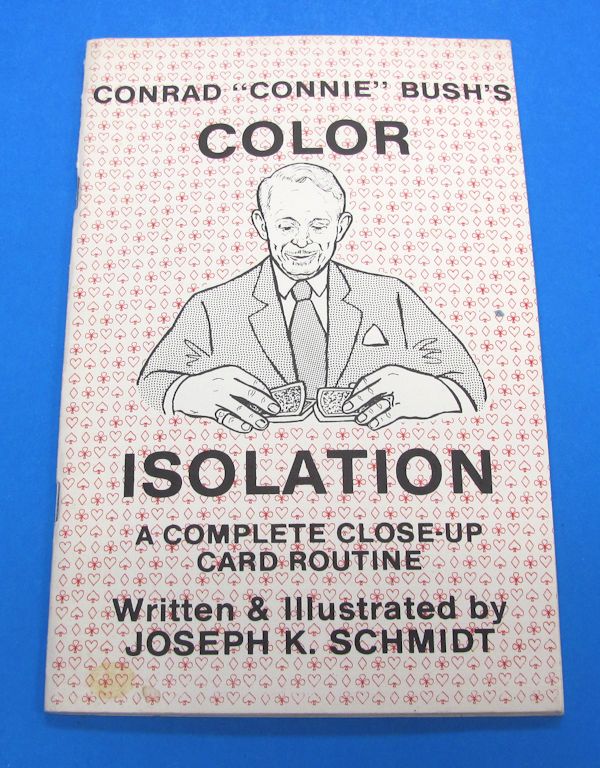 CONRAD "CONNIE" BUSH'S
COLOR
ISOLATION
A COMPLETE CLOSE-UP
CARD ROUTINE
Written & Illustrated by
JOSEPH K. SCHMIDT